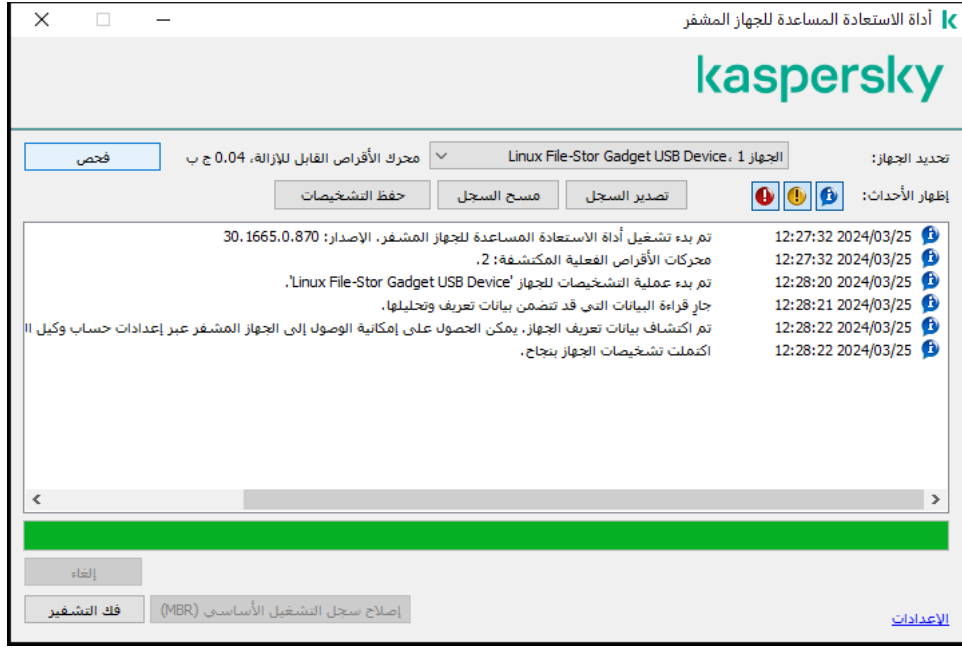 أداة الاستعادة المساعدة للجهاز المشفر
kaspersky
تحديد الجهاز: الجهاز 1 ،Linux File-Stor Gadget USB Device محرك الأقراص القابل للإزالة، 0.04 ج ب فحص
إظهار الأحداث: تصدير السجل مسح السجل حفظ التشخيصات
12:27:32 2024/03/25 تم بدء تشغيل أداة الاستعادة المساعدة للجهاز المشفر. الإصدار: 30.1665.0.870
12:27:32 2024/03/25 محركات الأقراص الفعلية المكتشفة: 2.
12:28:20 2024/03/25 تم بدء عملية التشخيصات للجهاز 'Linux File-Stor Gadget USB Device'.
12:28:21 2024/03/25 جارٍ قراءة البيانات التي قد تتضمن بيانات تعريف وتحليلها.
12:28:22 2024/03/25 تم اكتشاف بيانات تعريف الجهاز. يمكن الحصول على إمكانية الوصول إلى الجهاز المشفر عبر إعدادات حساب وكيل
12:28:22 2024/03/25 اكتملت تشخيصات الجهاز بنجاح.
إلغاء
إصلاح سجل التشغيل الأساسي (MBR) فك التشفير
الإعدادات